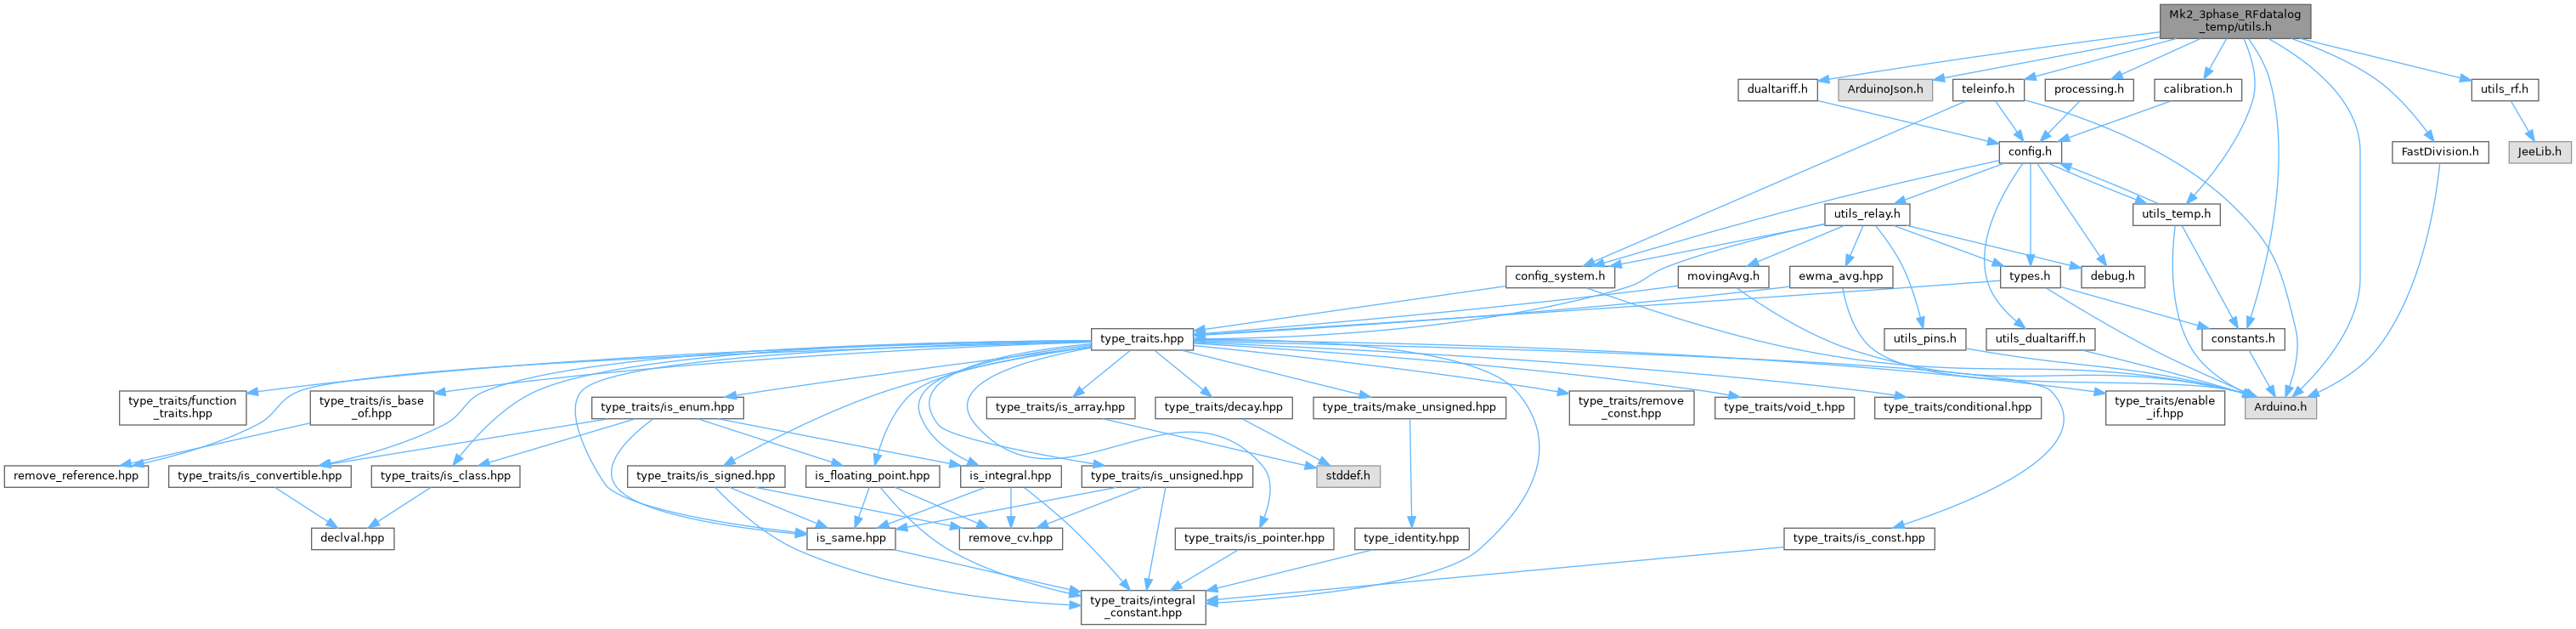 Mk2_3phase_RFdatalog
_temp/utils.h
dualtariff.h
ArduinoJson.h
teleinfo.h
processing.h
calibration.h
utils_rf.h
config.h
FastDivision.h
JeeLib.h
utils_relay.h
utils_temp.h
config_system.h
movingAvg.h
ewma_avg.hpp
types.h
debug.h
type_traits.hpp
utils_pins.h
utils_dualtariff.h
constants.h
type_traits/function
_traits.hpp
type_traits/is_base
_of.hpp
type_traits/is_enum.hpp
type_traits/is_array.hpp
type_traits/decay.hpp
type_traits/make_unsigned.hpp
type_traits/remove
_const.hpp
type_traits/void_t.hpp
type_traits/conditional.hpp
type_traits/enable
_if.hpp
Arduino.h
remove_reference.hpp
type_traits/is_convertible.hpp
type_traits/is_class.hpp
type_traits/is_signed.hpp
is_floating_point.hpp
is_integral.hpp
type_traits/is_unsigned.hpp
stddef.h
declval.hpp
is_same.hpp
remove_cv.hpp
type_traits/is_pointer.hpp
type_identity.hpp
type_traits/is_const.hpp
type_traits/integral
_constant.hpp